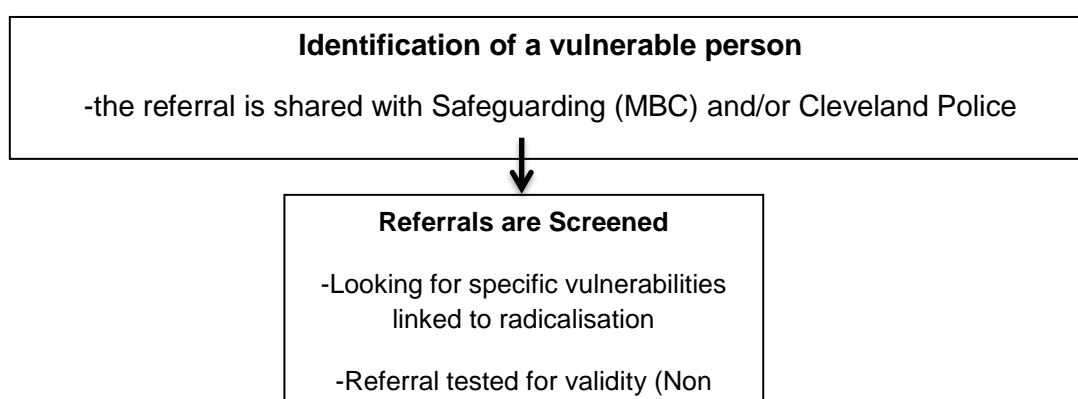 Identification of a vulnerable person
-the referral is shared with Safeguarding (MBC) and/or Cleveland Police
Referrals are Screened
-Looking for specific vulnerabilities
linked to radicalisation
-Referral tested for validity (Non